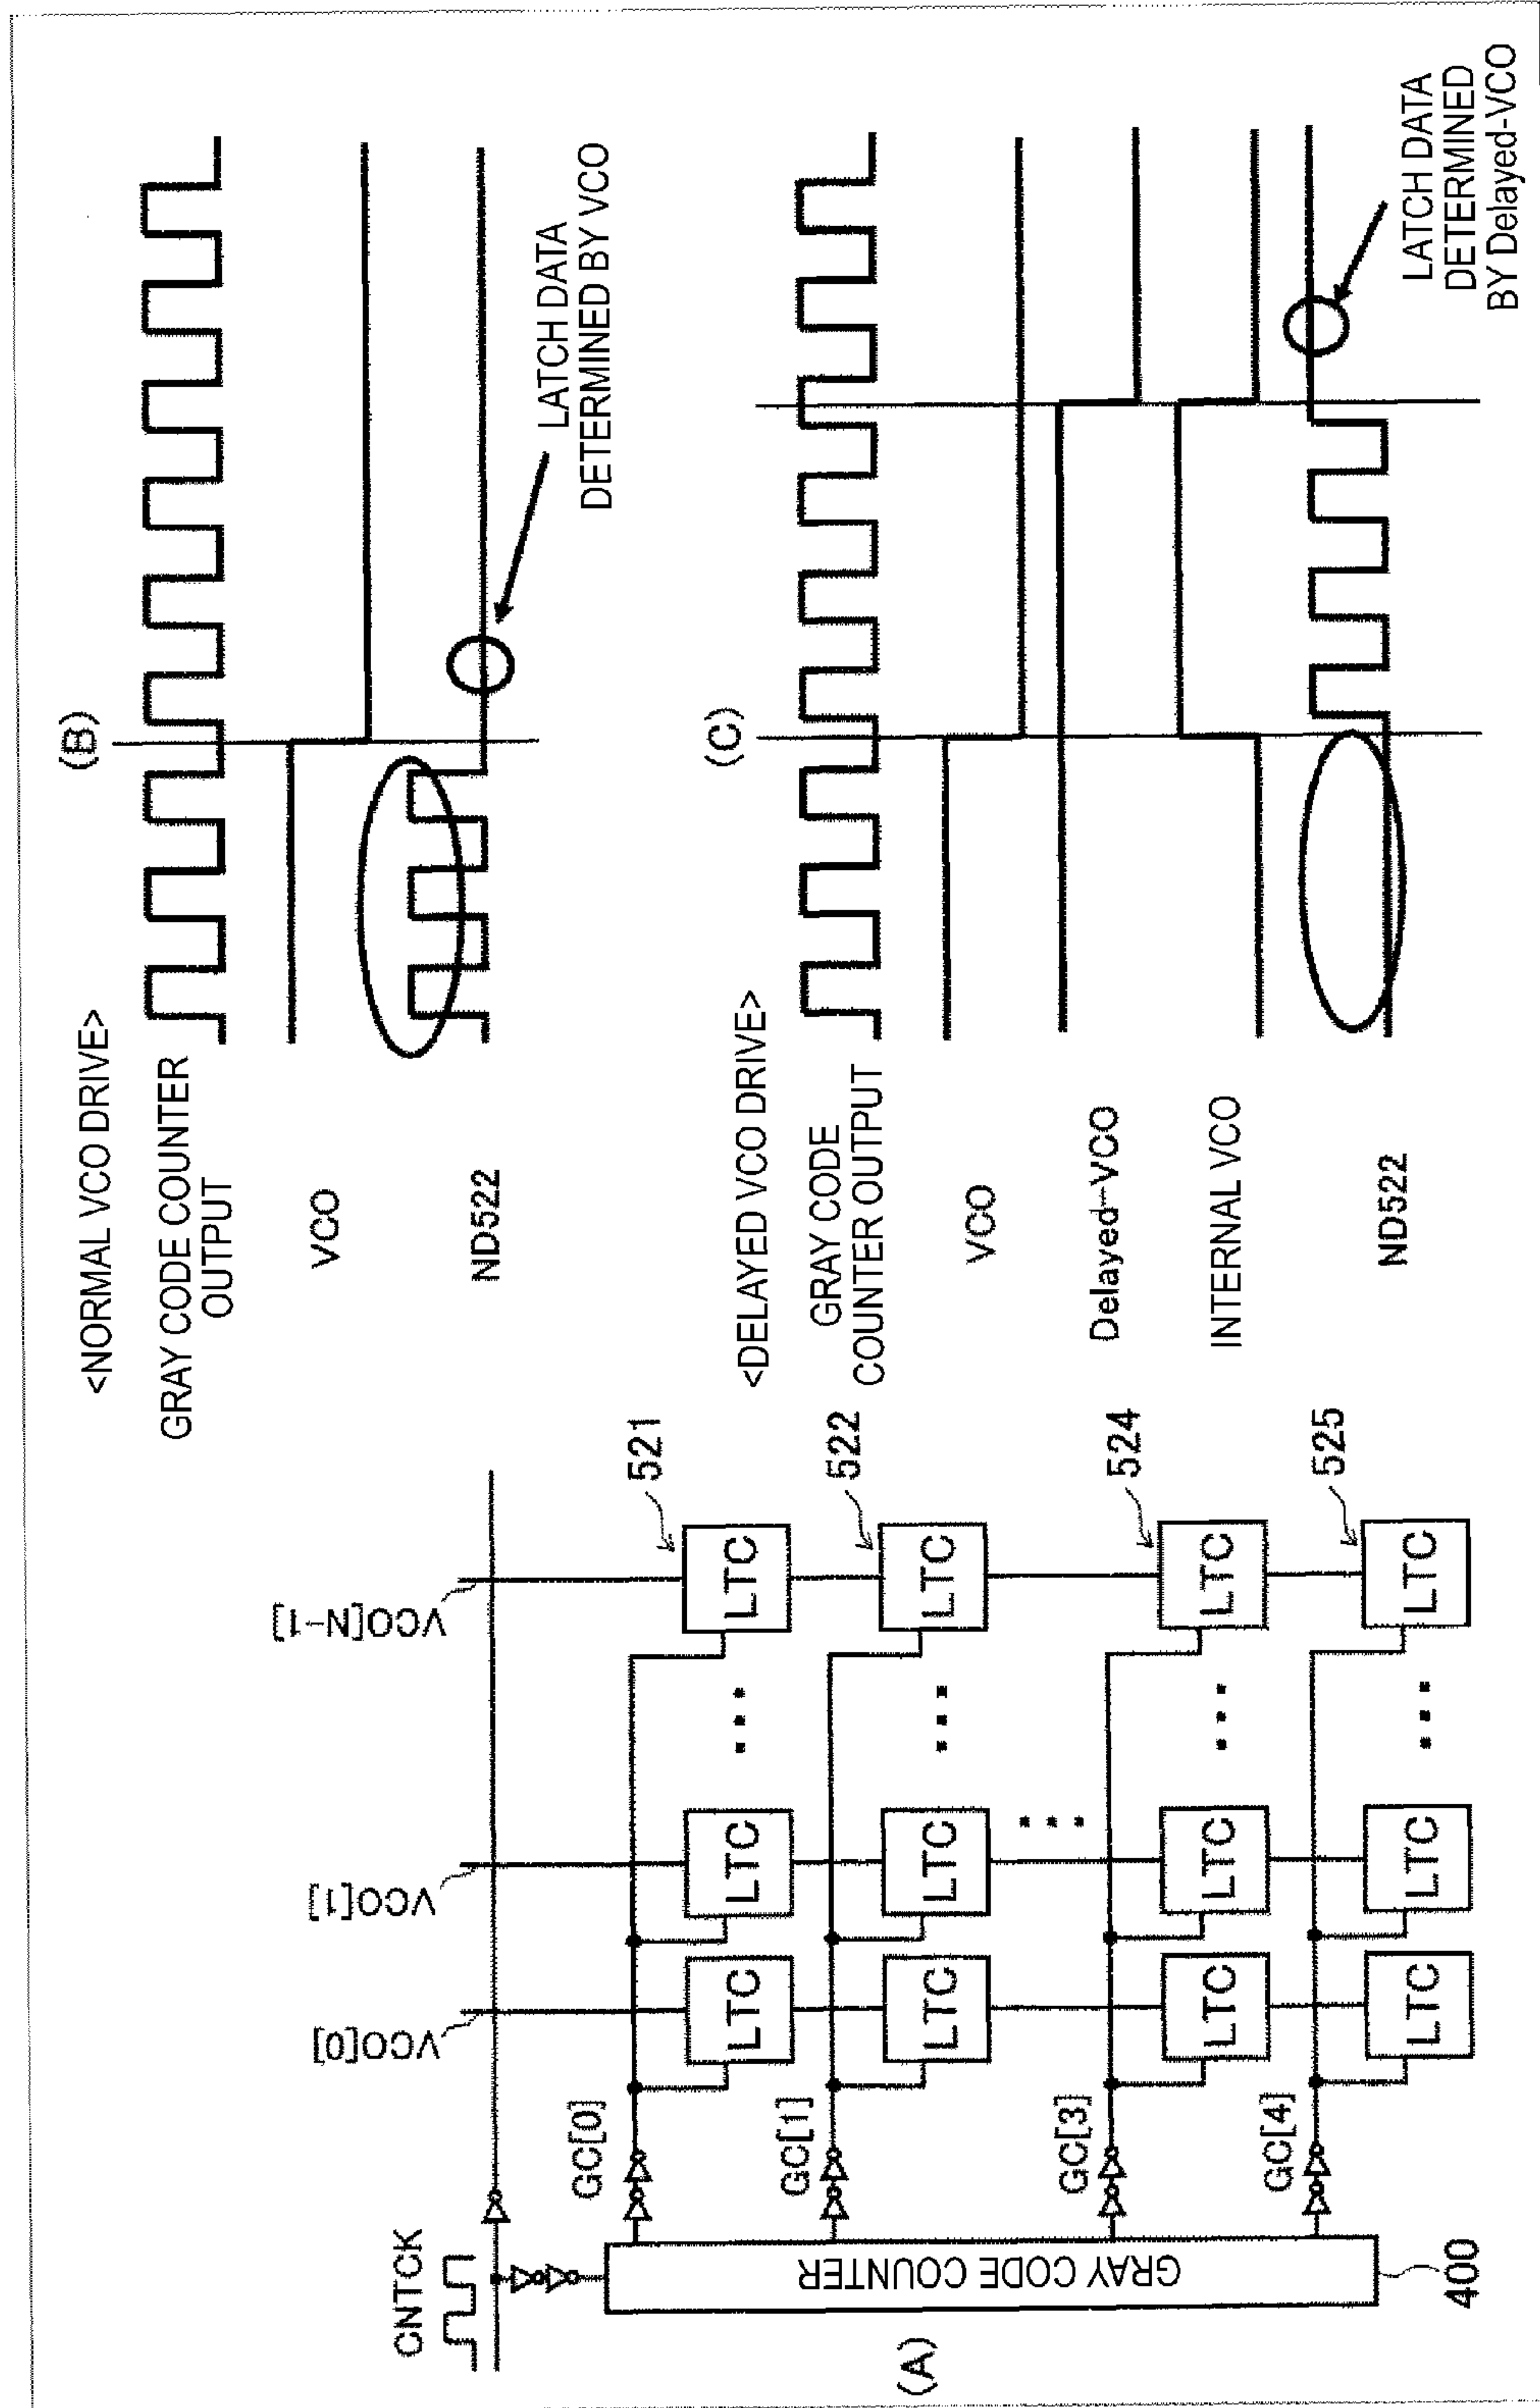 (A)
CNTCK
GRAY CODE COUNTER
400
GC[0]
GC[1]
GC[3]
GC[4]
VCO[0]
VCO[1]
VCO[N-1]
LTC
LTC
LTC
521
LTC
LTC
LTC
522
LTC
LTC
LTC
524
LTC
LTC
LTC
525
(B)
<NORMAL VCO DRIVE>
GRAY CODE COUNTER
OUTPUT
VCO
ND522
LATCH DATA
DETERMINED BY VCO
(C)
<DELAYED VCO DRIVE>
GRAY CODE
COUNTER OUTPUT
VCO
Delayed-VCO
INTERNAL VCO
ND522
LATCH DATA
DETERMINED
BY Delayed-VCO